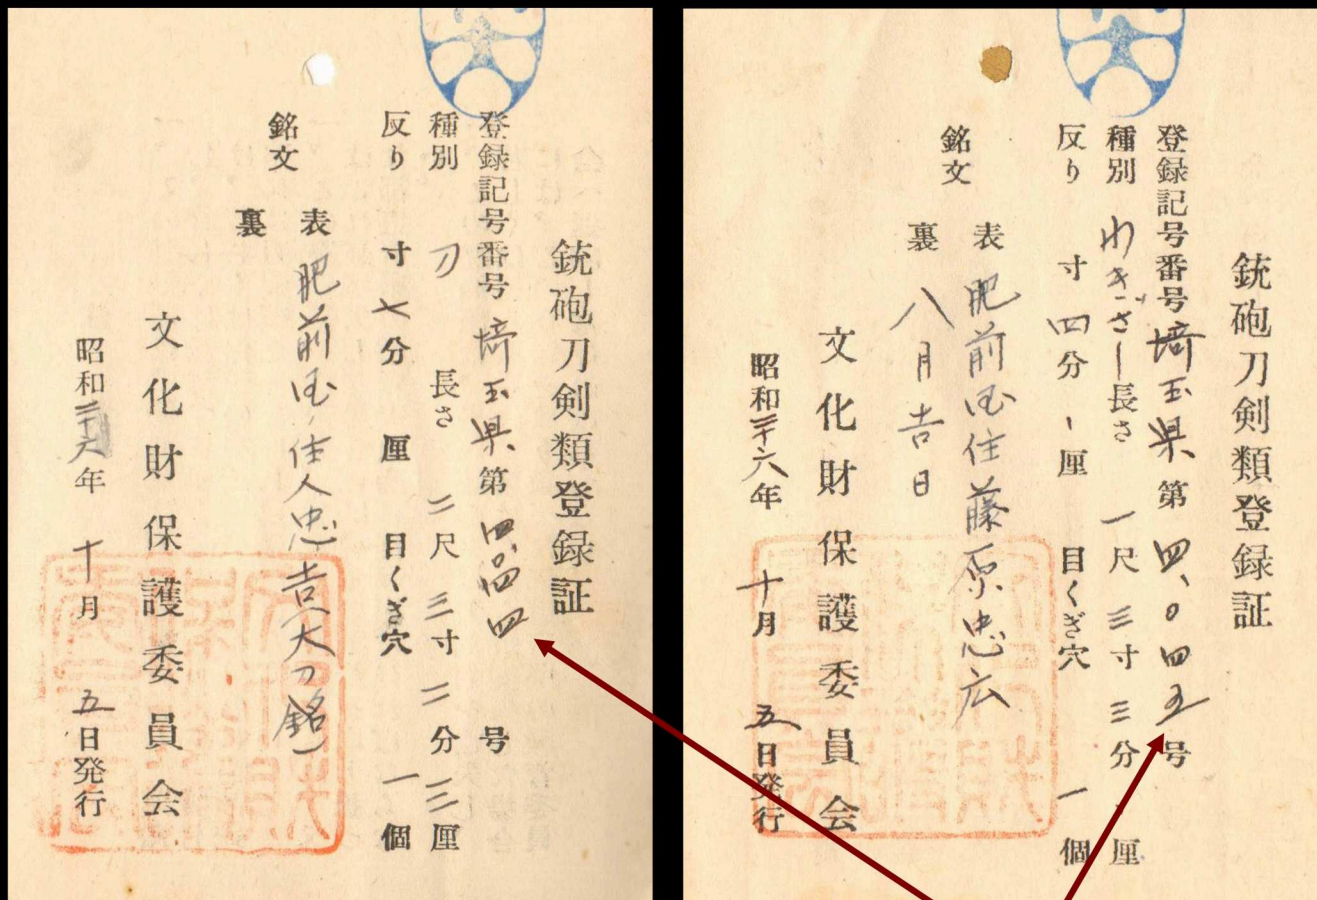 銃砲刀剣類登録証
登録記号番号 埼玉県 第 四、〇四四 号
種別 刀 長さ 二尺 三寸 二分 三厘
反り 寸 七分 厘 目くぎ穴 一個
銘文 表 肥前国住人忠吉(大刀銘)
裏
文化財保護委員会
昭和三十六年 十月 五日発行
銃砲刀剣類登録証
登録記号番号 埼玉県 第 四、〇四五 号
種別 わきざし 長さ 一尺 三寸 三分 厘
反り 寸 四分 厘 目くぎ穴 一個
銘文 表 肥前国住藤原忠広
裏 八月吉日
文化財保護委員会
昭和三十六年 十月 五日発行